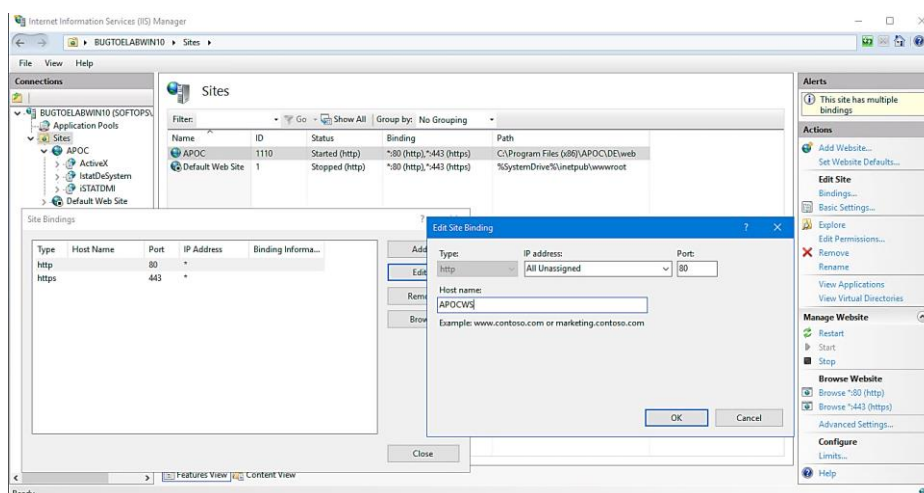 Internet Information Services (IIS) Manager
BUGTOELABWIN10 Sites
File View Help
Connections
BUGTOELABWIN10 (SOFTOPS\
Application Pools
Sites
APOC
ActiveX
IstatDeSystem
iSTATDMI
Default Web Site
Sites
Filter: Go Show All Group by: No Grouping
Name ID Status Binding Path
APOC 1110 Started (http) *:80 (http),*:443 (https) C:\Program Files (x86)\APOC\DE\web
Default Web Site 1 Stopped (http) *:80 (http),*:443 (https) %SystemDrive%\inetpub\wwwroot
Site Bindings ?
Type Host Name Port IP Address Binding Informa...
http 80 *
https 443 *
Add
Edit
Remo
Brow
Close
Edit Site Binding ? X
Type: IP address: Port:
http All Unassigned 80
Host name:
APOCWS
Example: www.contoso.com or marketing.contoso.com
OK Cancel
Features View Content View
Alerts
This site has multiple
bindings
Actions
Add Website...
Set Website Defaults...
Edit Site
Bindings...
Basic Settings...
Explore
Edit Permissions...
Remove
Rename
View Applications
View Virtual Directories
Manage Website
Restart
Start
Stop
Browse Website
Browse *:80 (http)
Browse *:443 (https)
Advanced Settings...
Configure
Limits...
Help